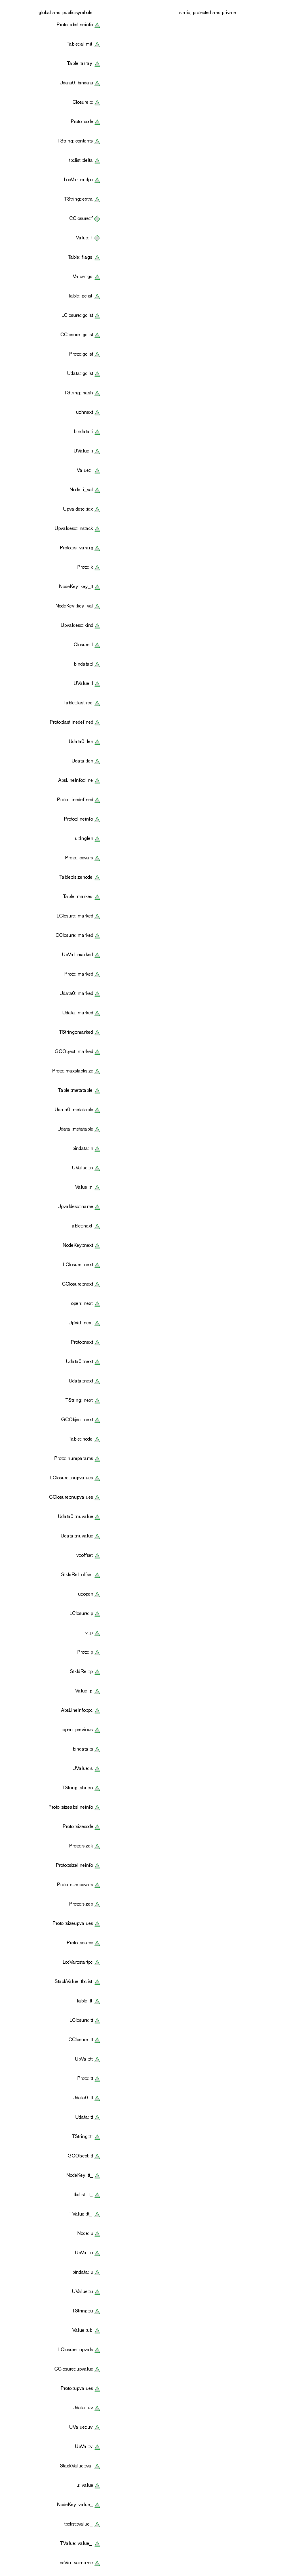 global and public symbols
static, protected and private
Proto::abslineinfo
Table::alimit
Table::array
Udata0::bindata
Closure::c
Proto::code
TString::contents
tbclist::delta
LocVar::endpc
TString::extra
CClosure::f
Value::f
Table::flags
Value::gc
Table::gclist
LClosure::gclist
CClosure::gclist
Proto::gclist
Udata::gclist
TString::hash
u::hnext
bindata::i
UValue::i
Value::i
Node::i_val
Upvaldesc::idx
Upvaldesc::instack
Proto::is_vararg
Proto::k
NodeKey::key_tt
NodeKey::key_val
Upvaldesc::kind
Closure::l
bindata::l
UValue::l
Table::lastfree
Proto::lastlinedefined
Udata0::len
Udata::len
AbsLineInfo::line
Proto::linedefined
Proto::lineinfo
u::lnglen
Proto::locvars
Table::lsizenode
Table::marked
LClosure::marked
CClosure::marked
UpVal::marked
Proto::marked
Udata0::marked
Udata::marked
TString::marked
GCObject::marked
Proto::maxstacksize
Table::metatable
Udata0::metatable
Udata::metatable
bindata::n
UValue::n
Value::n
Upvaldesc::name
Table::next
NodeKey::next
LClosure::next
CClosure::next
open::next
UpVal::next
Proto::next
Udata0::next
Udata::next
TString::next
GCObject::next
Table::node
Proto::numparams
LClosure::nupvalues
CClosure::nupvalues
Udata0::nuvalue
Udata::nuvalue
v::offset
StkIdRel::offset
u::open
LClosure::p
v::p
Proto::p
StkIdRel::p
Value::p
AbsLineInfo::pc
open::previous
bindata::s
UValue::s
TString::shrlen
Proto::sizeabslineinfo
Proto::sizecode
Proto::sizek
Proto::sizelineinfo
Proto::sizelocvars
Proto::sizep
Proto::sizeupvalues
Proto::source
LocVar::startpc
StackValue::tbclist
Table::tt
LClosure::tt
CClosure::tt
UpVal::tt
Proto::tt
Udata0::tt
Udata::tt
TString::tt
GCObject::tt
NodeKey::tt_
tbclist::tt_
TValue::tt_
Node::u
UpVal::u
bindata::u
UValue::u
TString::u
Value::ub
LClosure::upvals
CClosure::upvalue
Proto::upvalues
Udata::uv
UValue::uv
UpVal::v
StackValue::val
u::value
NodeKey::value_
tbclist::value_
TValue::value_
LocVar::varname